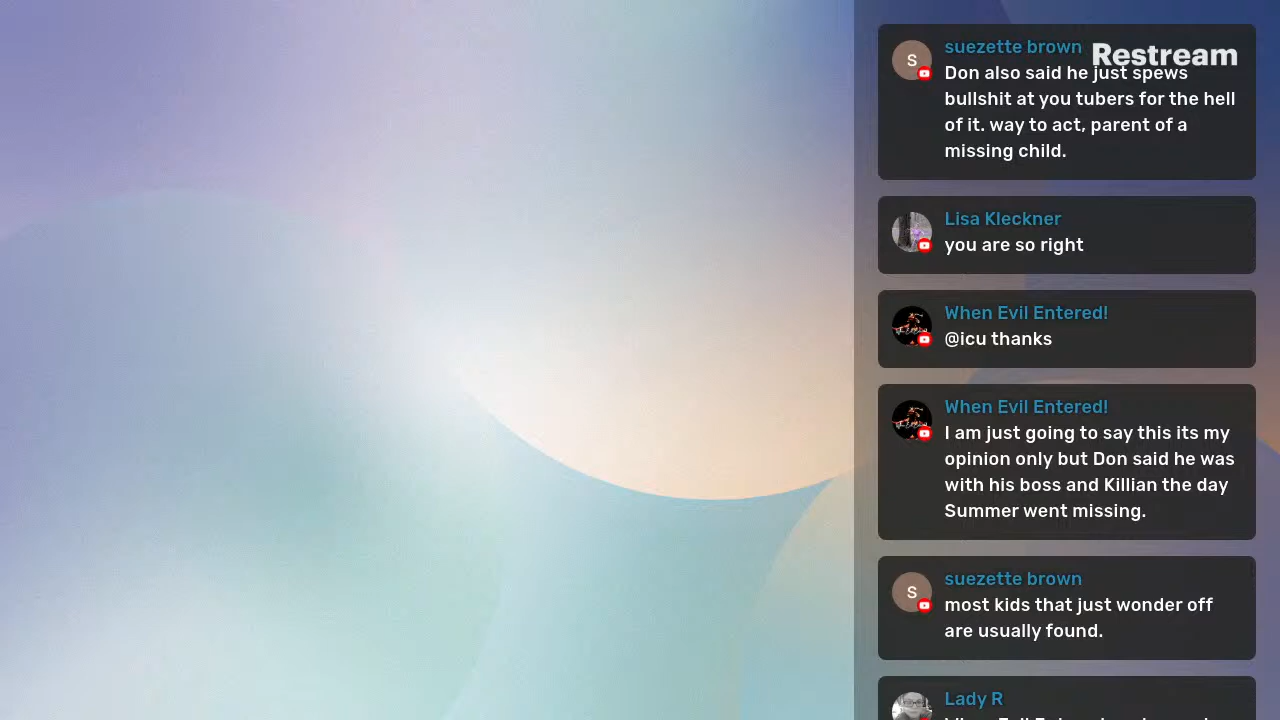 suezette brown
Restream
Don also said he just spews
bullshit at you tubers for the hell
of it. way to act, parent of a
missing child.
Lisa Kleckner
you are so right
When Evil Entered!
@icu thanks
When Evil Entered!
I am just going to say this its my
opinion only but Don said he was
with his boss and Killian the day
Summer went missing.
suezette brown
most kids that just wonder off
are usually found.
Lady R